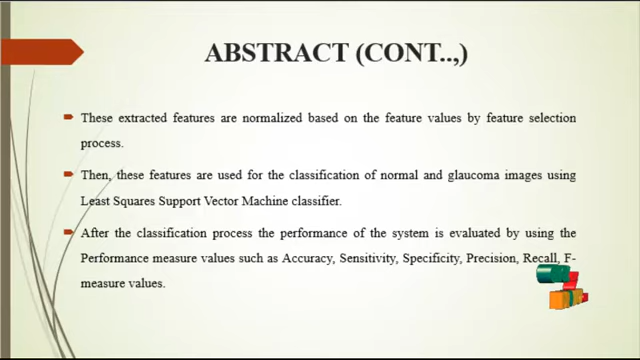 ABSTRACT (CONT..,)
These extracted features are normalized based on the feature values by feature selection
process.
Then, these features are used for the classification of normal and glaucoma images using
Least Squares Support Vector Machine classifier.
After the classification process the performance of the system is evaluated by using the
Performance measure values such as Accuracy, Sensitivity, Specificity, Precision, Recall, F-
measure values.